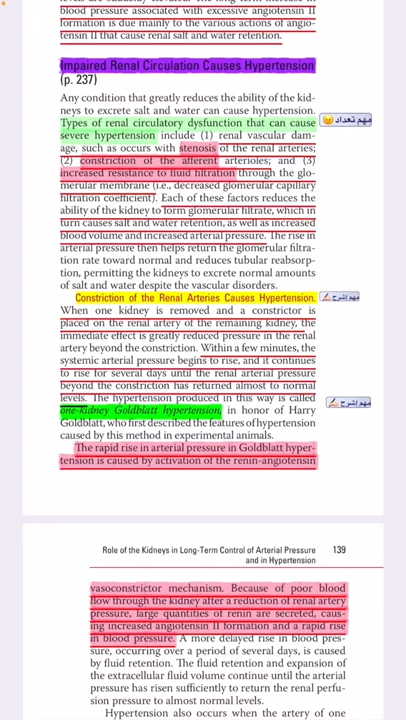 blood pressure associated with excessive angiotensin II
formation is due mainly to the various actions of angio-
tensin II that cause renal salt and water retention.
Impaired Renal Circulation Causes Hypertension
(p. 237)
Any condition that greatly reduces the ability of the kid-
neys to excrete salt and water can cause hypertension.
Types of renal circulatory dysfunction that can cause
مهم تعداد
severe hypertension include (1) renal vascular dam-
age, such as occurs with stenosis of the renal arteries;
(2) constriction of the afferent arterioles; and (3)
increased resistance to fluid filtration through the glo-
merular membrane (i.e., decreased glomerular capillary
filtration coefficient). Each of these factors reduces the
ability of the kidney to form glomerular filtrate, which in
turn causes salt and water retention, as well as increased
blood volume and increased arterial pressure. The rise in
arterial pressure then helps return the glomerular filtra-
tion rate toward normal and reduces tubular reabsorp-
tion, permitting the kidneys to excrete normal amounts
of salt and water despite the vascular disorders.
Constriction of the Renal Arteries Causes Hypertension.
مهم إشرح
When one kidney is removed and a constrictor is
placed on the renal artery of the remaining kidney, the
immediate effect is greatly reduced pressure in the renal
artery beyond the constriction. Within a few minutes, the
systemic arterial pressure begins to rise, and it continues
to rise for several days until the renal arterial pressure
beyond the constriction has returned almost to normal
levels. The hypertension produced in this way is called
مهم إشرح
one-kidney Goldblatt hypertension, in honor of Harry
Goldblatt, who first described the features of hypertension
caused by this method in experimental animals.
The rapid rise in arterial pressure in Goldblatt hyper-
tension is caused by activation of the renin-angiotensin
Role of the Kidneys in Long-Term Control of Arterial Pressure 139
and in Hypertension
vasoconstrictor mechanism. Because of poor blood
flow through the kidney after a reduction of renal artery
pressure, large quantities of renin are secreted, caus-
ing increased angiotensin II formation and a rapid rise
in blood pressure. A more delayed rise in blood pres-
sure, occurring over a period of several days, is caused
by fluid retention. The fluid retention and expansion of
the extracellular fluid volume continue until the arterial
pressure has risen sufficiently to return the renal perfu-
sion pressure to almost normal levels.
Hypertension also occurs when the artery of one